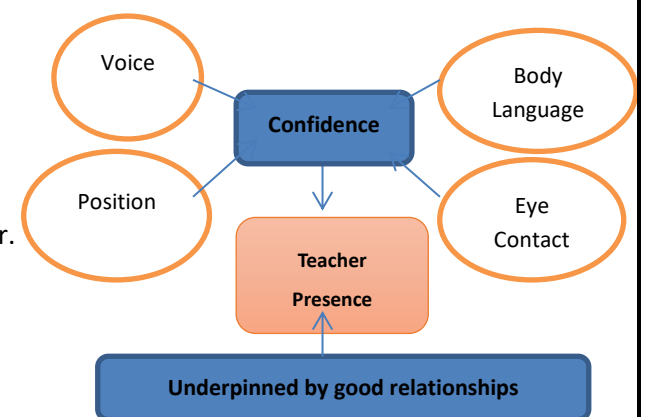 Voice
Body
Language
Confidence
Position
Eye
Contact
r.
Teacher
Presence
Underpinned by good relationships